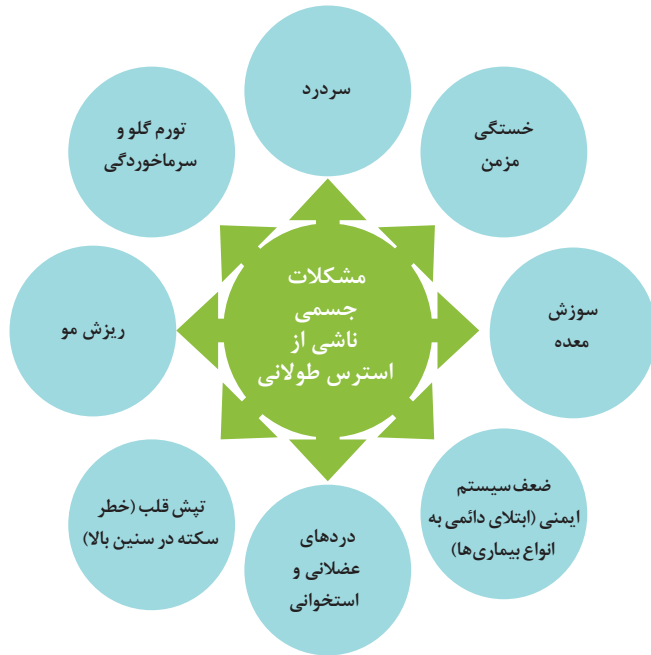 سردرد
خستگی
مزمن
سوزش
معده
ضعف سیستم
ایمنی (ابتلای دائمی به
انواع بیماری‌ها)
دردهای
عضلانی و
استخوانی
تپش قلب (خطر
سکته در سنین بالا)
ریزش مو
تورم گلو و
سرماخوردگی
مشکلات
جسمی
ناشی از
استرس طولانی